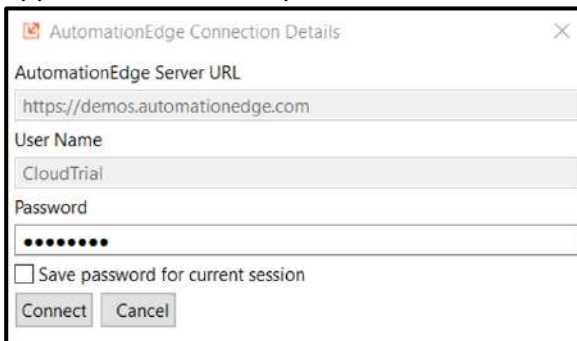 AutomationEdge Connection Details
AutomationEdge Server URL
https://demos.automationedge.com
User Name
CloudTrial
Password
••••••••
Save password for current session
Connect Cancel